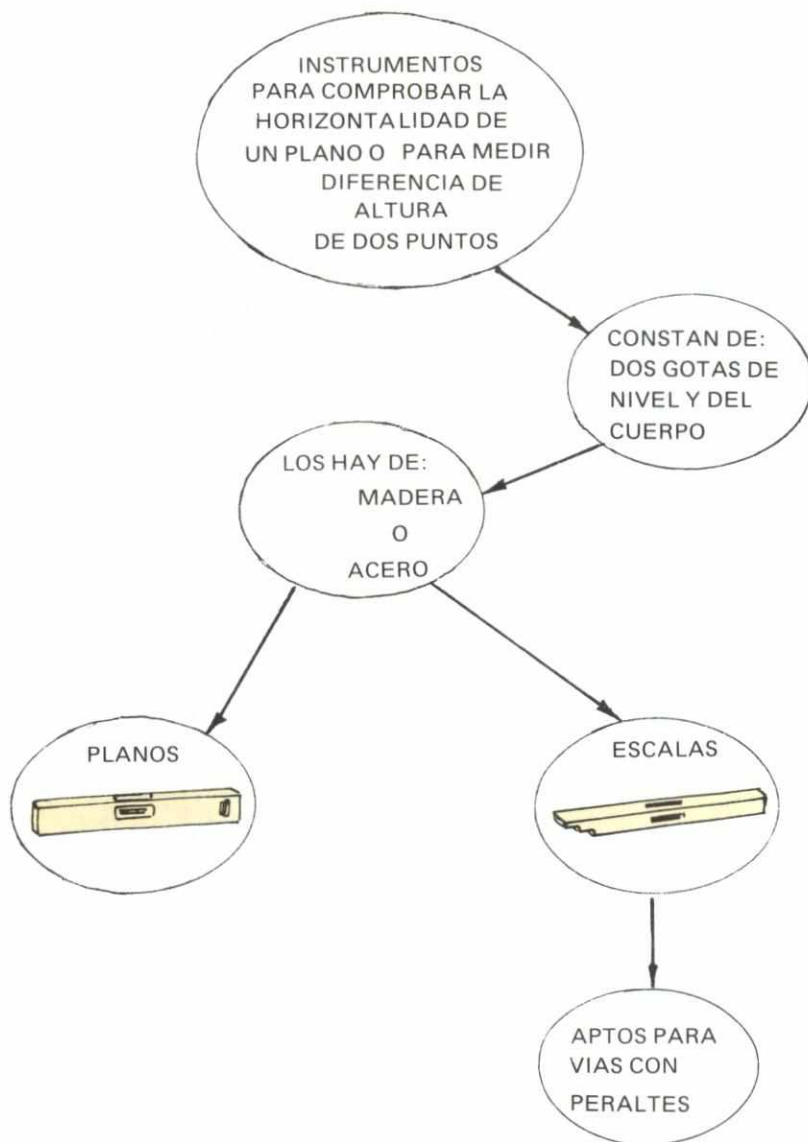 INSTRUMENTOS
PARA COMPROBAR LA
HORIZONTALIDAD DE
UN PLANO O PARA MEDIR
DIFERENCIA DE
ALTURA
DE DOS PUNTOS
CONSTAN DE:
DOS GOTAS DE
NIVEL Y DEL
CUERPO
LOS HAY DE:
MADERA
O
ACERO
PLANOS
ESCALAS
APTOS PARA
VIAS CON
PERALTES